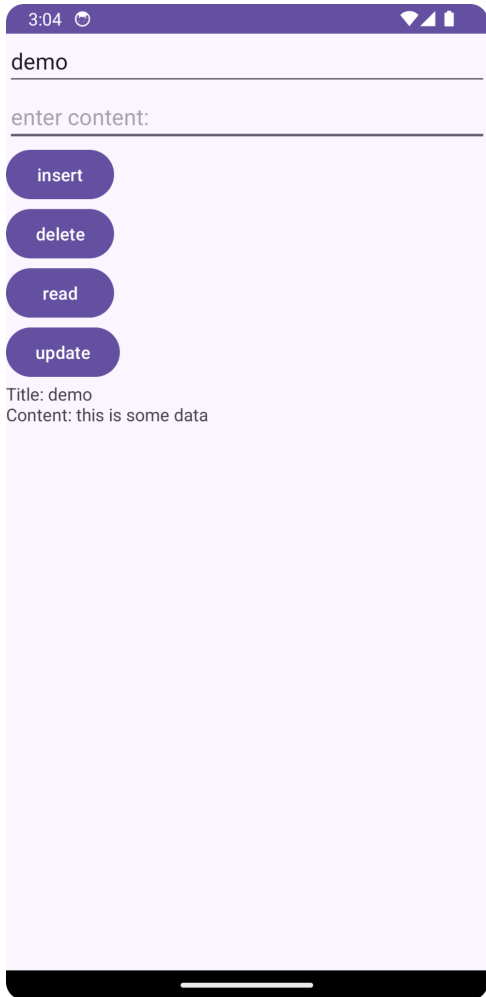 3:04
demo
enter content:
insert
delete
read
update
Title: demo
Content: this is some data